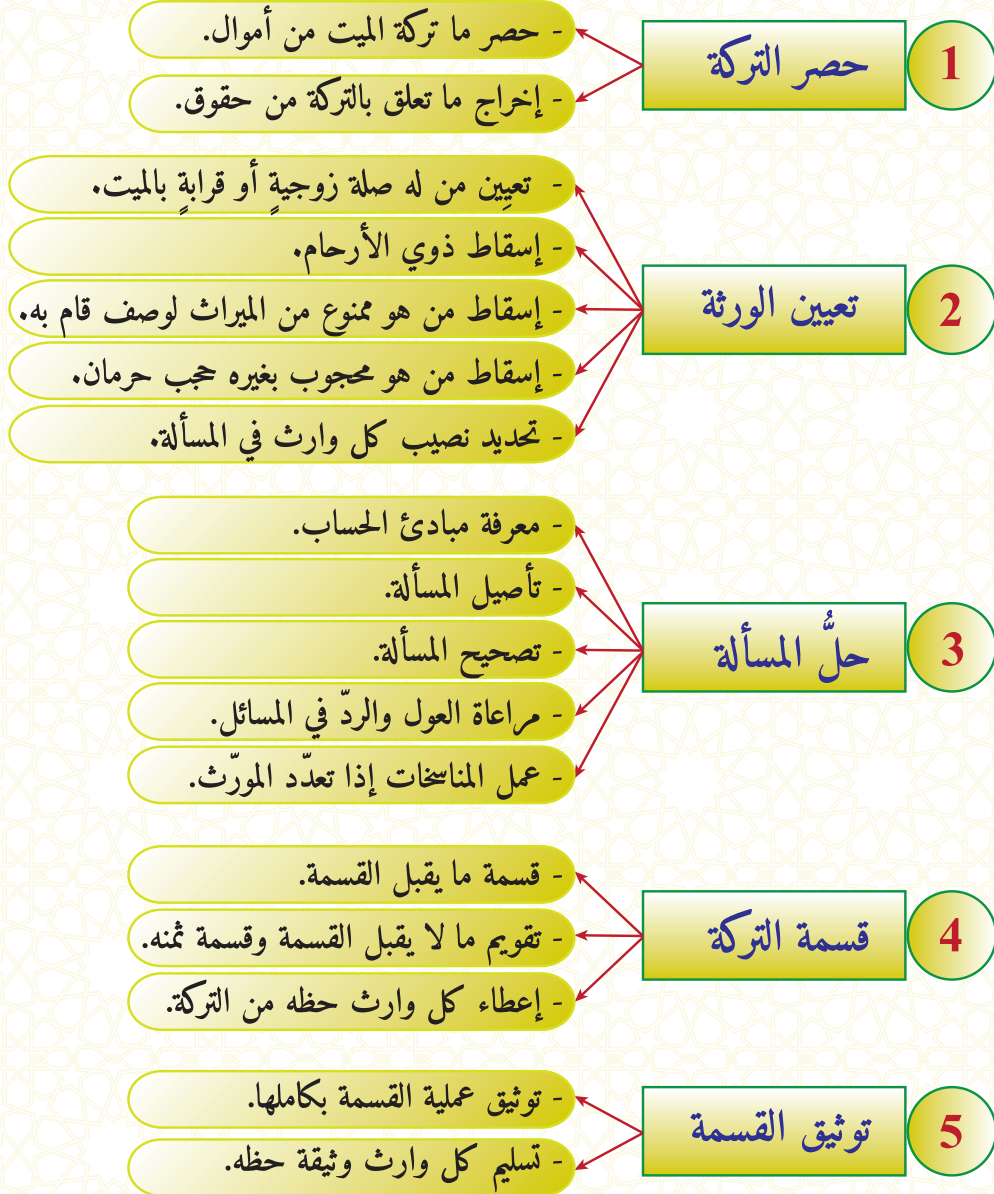 1
حصر التركة
- حصر ما تركة الميت من أموال.
- إخراج ما تعلق بالتركة من حقوق.
2
تعيين الورثة
- تعيِين من له صلة زوجيةٍ أو قرابةٍ بالميت.
- إسقاط ذوي الأرحام.
- إسقاط من هو ممنوع من الميراث لوصف قام به.
- إسقاط من هو محجوب بغيره حجب حرمان.
- تحديد نصيب كل وارث في المسألة.
3
حلُّ المسألة
- معرفة مبادئ الحساب.
- تأصيل المسألة.
- تصحيح المسألة.
- مراعاة العول والردّ في المسائل.
- عمل المناسخات إذا تعدّد المورّث.
4
قسمة التركة
- قسمة ما يقبل القسمة.
- تقويم ما لا يقبل القسمة وقسمة ثمنه.
- إعطاء كل وارث حظه من التركة.
5
توثيق القسمة
- توثيق عملية القسمة بكاملها.
- تسليم كل وارث وثيقة حظه.